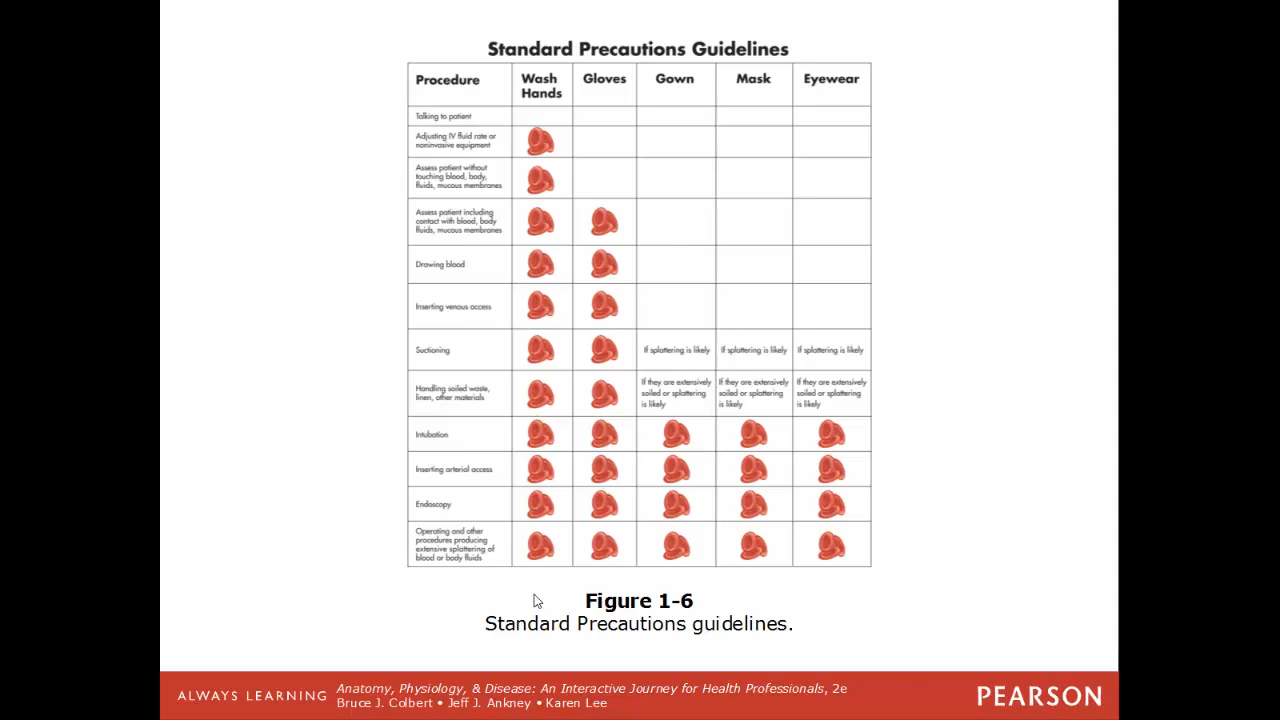 Standard Precautions Guidelines
Procedure
Wash
Hands
Gloves
Gown
Mask
Eyewear
Talking to patient
Adjusting IV fluid rate or
noninvasive equipment
Assess patient without
touching blood, body,
fluids, mucous membranes
Assess patient including
contact with blood, body
fluids, mucous membranes
Drawing blood
Inserting venous access
Suctioning
If splattering is likely
If splattering is likely
If splattering is likely
Handling soiled waste,
linen, other materials
If they are extensively
soiled or splattering
is likely
If they are extensively
soiled or splattering
is likely
If they are extensively
soiled or splattering
is likely
Intubation
Inserting arterial access
Endoscopy
Operating and other
procedures producing
extensive splattering of
blood or body fluids
Figure 1-6
Standard Precautions guidelines.
ALWAYS LEARNING
Anatomy, Physiology, & Disease: An Interactive Journey for Health Professionals, 2e
Bruce J. Colbert • Jeff J. Ankney • Karen Lee
PEARSON